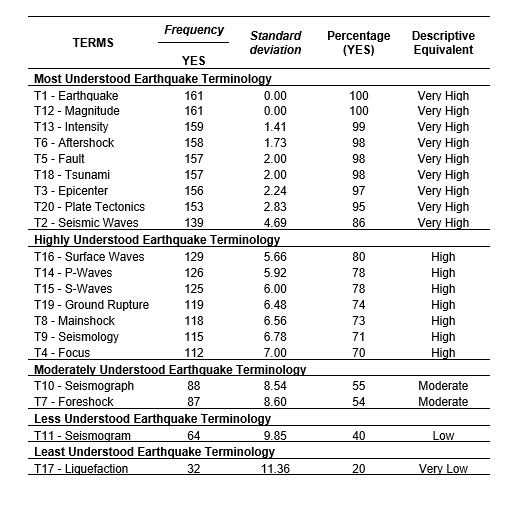 TERMS Frequency YES Standard deviation Percentage (YES) Descriptive Equivalent
Most Understood Earthquake Terminology
T1 - Earthquake 161 0.00 100 Very High
T12 - Magnitude 161 0.00 100 Very High
T13 - Intensity 159 1.41 99 Very High
T6 - Aftershock 158 1.73 98 Very High
T5 - Fault 157 2.00 98 Very High
T18 - Tsunami 157 2.00 98 Very High
T3 - Epicenter 156 2.24 97 Very High
T20 - Plate Tectonics 153 2.83 95 Very High
T2 - Seismic Waves 139 4.69 86 Very High
Highly Understood Earthquake Terminology
T16 - Surface Waves 129 5.66 80 High
T14 - P-Waves 126 5.92 78 High
T15 - S-Waves 125 6.00 78 High
T19 - Ground Rupture 119 6.48 74 High
T8 - Mainshock 118 6.56 73 High
T9 - Seismology 115 6.78 71 High
T4 - Focus 112 7.00 70 High
Moderately Understood Earthquake Terminology
T10 - Seismograph 88 8.54 55 Moderate
T7 - Foreshock 87 8.60 54 Moderate
Less Understood Earthquake Terminology
T11 - Seismogram 64 9.85 40 Low
Least Understood Earthquake Terminology
T17 - Liquefaction 32 11.36 20 Very Low